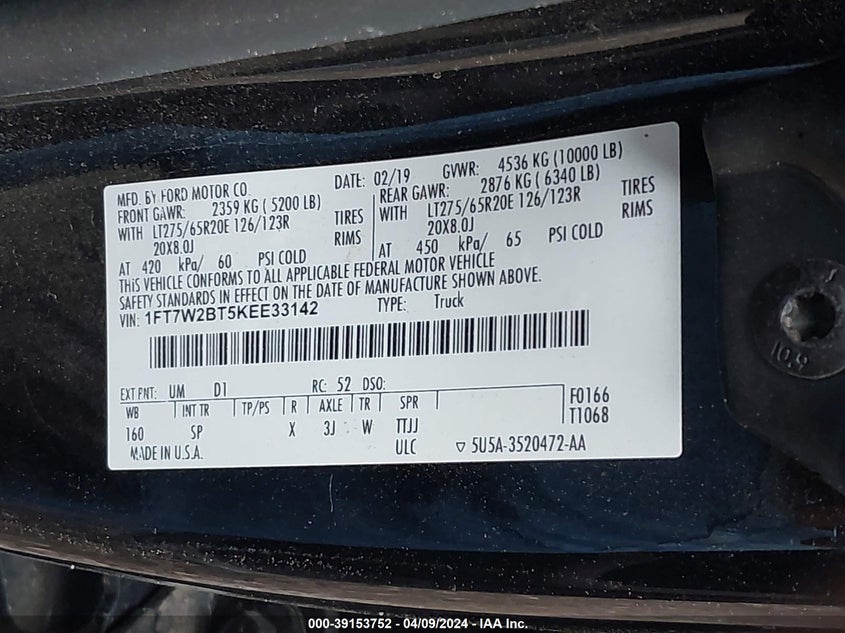 MFD. BY FORD MOTOR CO. DATE: 02/19 GVWR: 4536 KG (10000 LB)
FRONT GAWR: 2359 KG ( 5200 LB) REAR GAWR: 2876 KG ( 6340 LB)
WITH LT275/65R20E 126/123R TIRES WITH LT275/65R20E 126/123R TIRES
20X8.0J RIMS 20X8.0J RIMS
AT 420 kPa/ 60 PSI COLD AT 450 kPa/ 65 PSI COLD
THIS VEHICLE CONFORMS TO ALL APPLICABLE FEDERAL MOTOR VEHICLE
SAFETY STANDARDS IN EFFECT ON THE DATE OF MANUFACTURE SHOWN ABOVE.
VIN: 1FT7W2BT5KEE33142 TYPE: Truck
EXT PNT: UM D1 RC: 52 DSO:
WB INT TR TP/PS R AXLE TR SPR F0166
160 SP X 3J W TTJJ T1068
MADE IN U.S.A. ULC ▽ 5U5A-3520472-AA
10.9
000-39153752 - 04/09/2024 - IAA Inc.